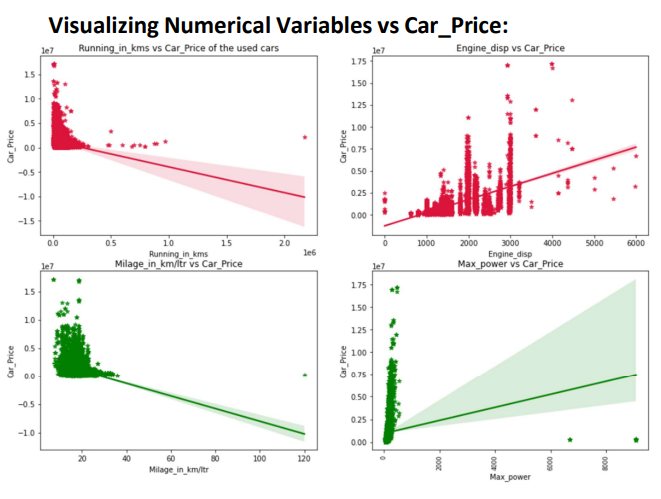 Visualizing Numerical Variables vs Car_Price:
Running_in_kms vs Car_Price of the used cars
1e7
Car_Price
1.5
1.0
0.5
0.0
−0.5
−1.0
−1.5
0.0 0.5 1.0 1.5 2.0
1e6
Running_in_kms
Engine_disp vs Car_Price
1e7
Car_Price
1.75
1.50
1.25
1.00
0.75
0.50
0.25
0.00
0 1000 2000 3000 4000 5000 6000
Engine_disp
Milage_in_km/ltr vs Car_Price
1e7
Car_Price
1.5
1.0
0.5
0.0
−0.5
−1.0
20 40 60 80 100 120
Milage_in_km/ltr
Max_power vs Car_Price
1e7
Car_Price
1.75
1.50
1.25
1.00
0.75
0.50
0.25
0.00
0 2000 4000 6000 8000
Max_power